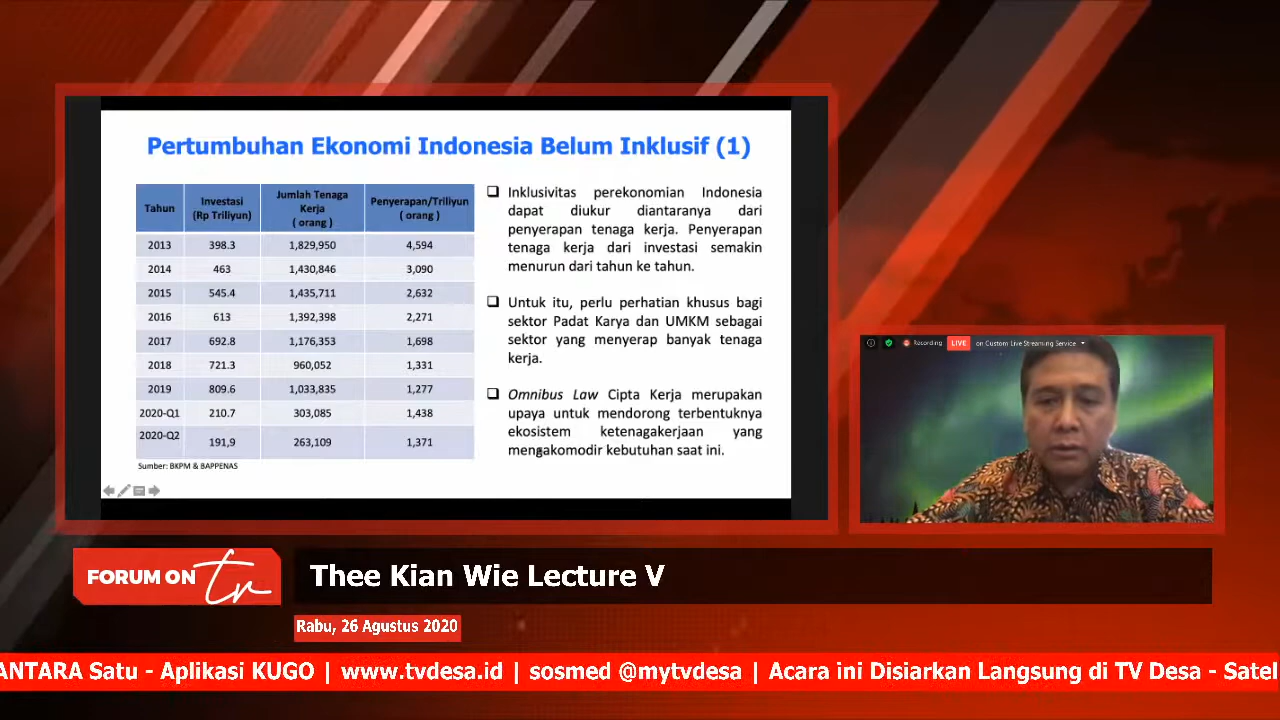 Pertumbuhan Ekonomi Indonesia Belum Inklusif (1)
Tahun Investasi (Rp Triliyun) Jumlah Tenaga Kerja ( orang ) Penyerapan/Triliyun ( orang )
2013 398.3 1,829,950 4,594
2014 463 1,430,846 3,090
2015 545.4 1,435,711 2,632
2016 613 1,392,398 2,271
2017 692.8 1,176,353 1,698
2018 721.3 960,052 1,331
2019 809.6 1,033,835 1,277
2020-Q1 210.7 303,085 1,438
2020-Q2 191,9 263,109 1,371
Sumber: BKPM & BAPPENAS
Inklusivitas perekonomian Indonesia
dapat diukur diantaranya dari
penyerapan tenaga kerja. Penyerapan
tenaga kerja dari investasi semakin
menurun dari tahun ke tahun.
Untuk itu, perlu perhatian khusus bagi
sektor Padat Karya dan UMKM sebagai
sektor yang menyerap banyak tenaga
kerja.
Omnibus Law Cipta Kerja merupakan
upaya untuk mendorong terbentuknya
ekosistem ketenagakerjaan yang
mengakomodir kebutuhan saat ini.
Recording LIVE on Custom Live Streaming Service
FORUM ON tr
Thee Kian Wie Lecture V
Rabu, 26 Agustus 2020
ANTARA Satu - Aplikasi KUGO | www.tvdesa.id | sosmed @mytvdesa | Acara ini Disiarkan Langsung di TV Desa - Satel